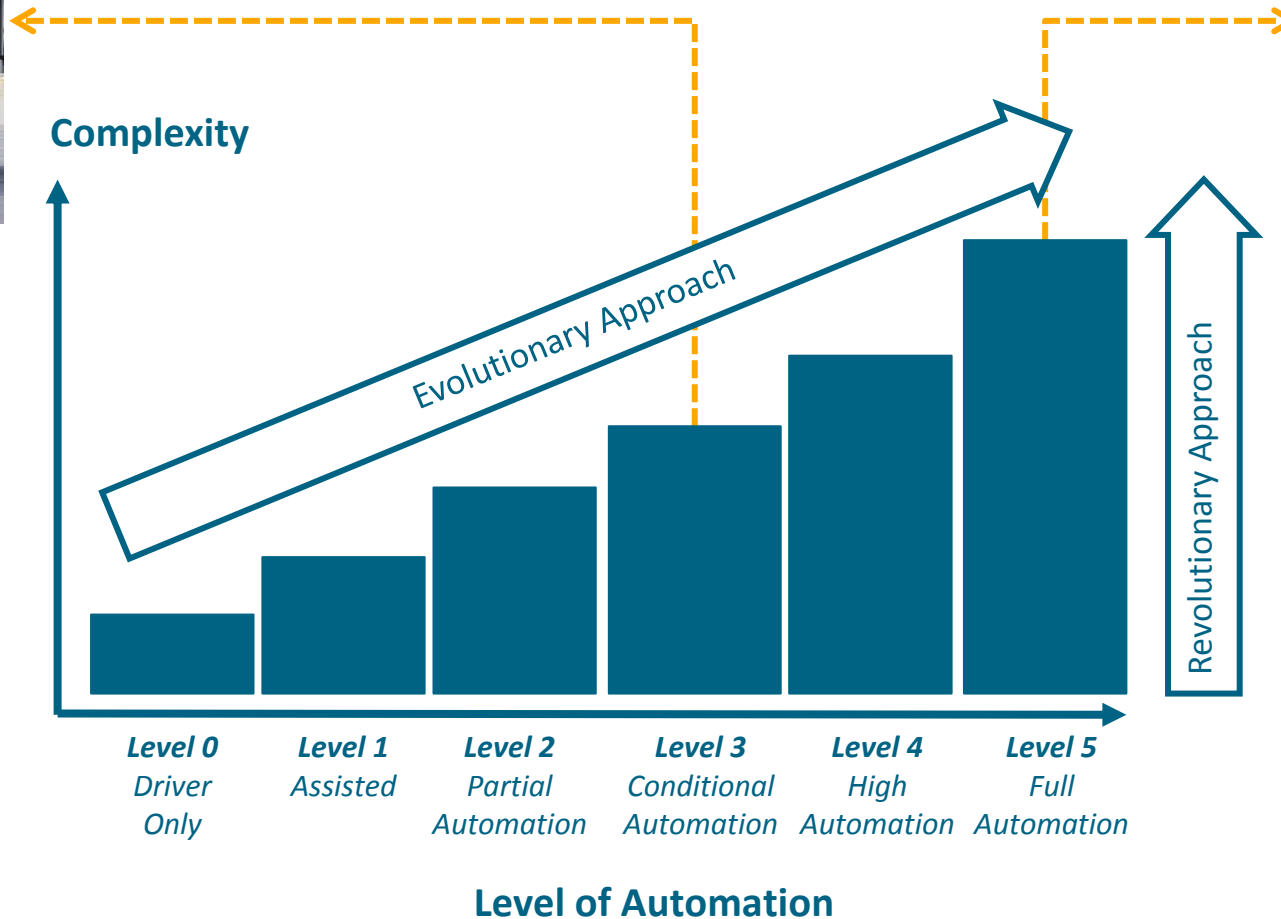 Complexity
Evolutionary Approach
Revolutionary Approach
Level 0
Driver
Only
Level 1
Assisted
Level 2
Partial
Automation
Level 3
Conditional
Automation
Level 4
High
Automation
Level 5
Full
Automation
Level of Automation